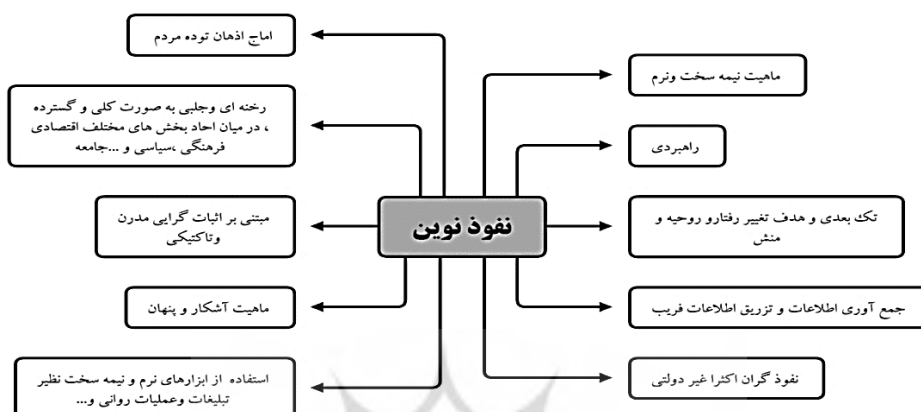 نفوذ نوین
ماهیت نیمه سخت ونرم
راهبردی
تک بعدی و هدف تغییر رفتارو روحیه و
منش
جمع آوری اطلاعات و تزریق اطلاعات فریب
نفوذ گران اکثرا غیر دولتی
اماج اذهان توده مردم
رخنه ای وجلبی به صورت کلی و گسترده
، در میان احاد بخش های مختلف اقتصادی
فرهنگی ،سیاسی و ...جامعه
مبتنی بر اثبات گرایی مدرن
وتاکتیکی
ماهیت آشکار و پنهان
استفاده از ابزارهای نرم و نیمه سخت نظیر
تبلیغات وعملیات روانی و...